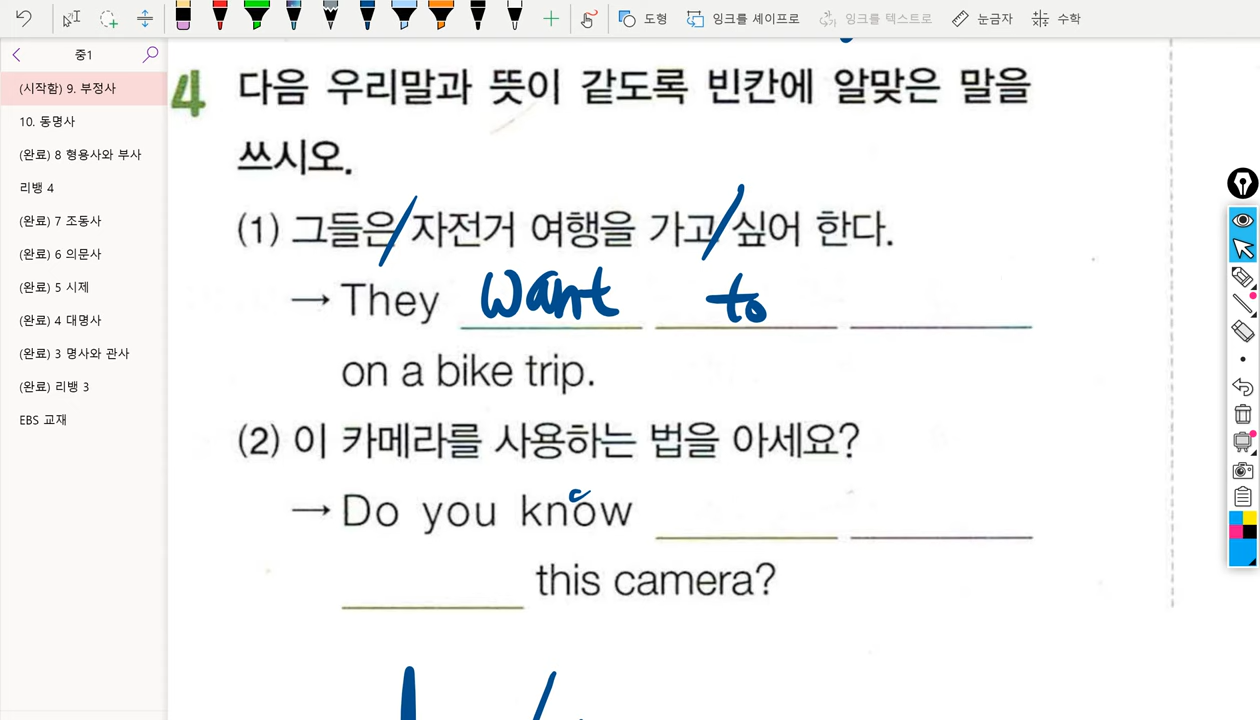 도형
잉크를 셰이프로
잉크를 텍스트로
눈금자
수학
중1
(시작함) 9. 부정사
10. 동명사
(완료) 8 형용사와 부사
리뱅 4
(완료) 7 조동사
(완료) 6 의문사
(완료) 5 시제
(완료) 4 대명사
(완료) 3 명사와 관사
(완료) 리뱅 3
EBS 교재
4 다음 우리말과 뜻이 같도록 빈칸에 알맞은 말을
쓰시오.
(1) 그들은/자전거 여행을 가고/싶어 한다.
→ They want to
on a bike trip.
(2) 이 카메라를 사용하는 법을 아세요?
→ Do you know
this camera?